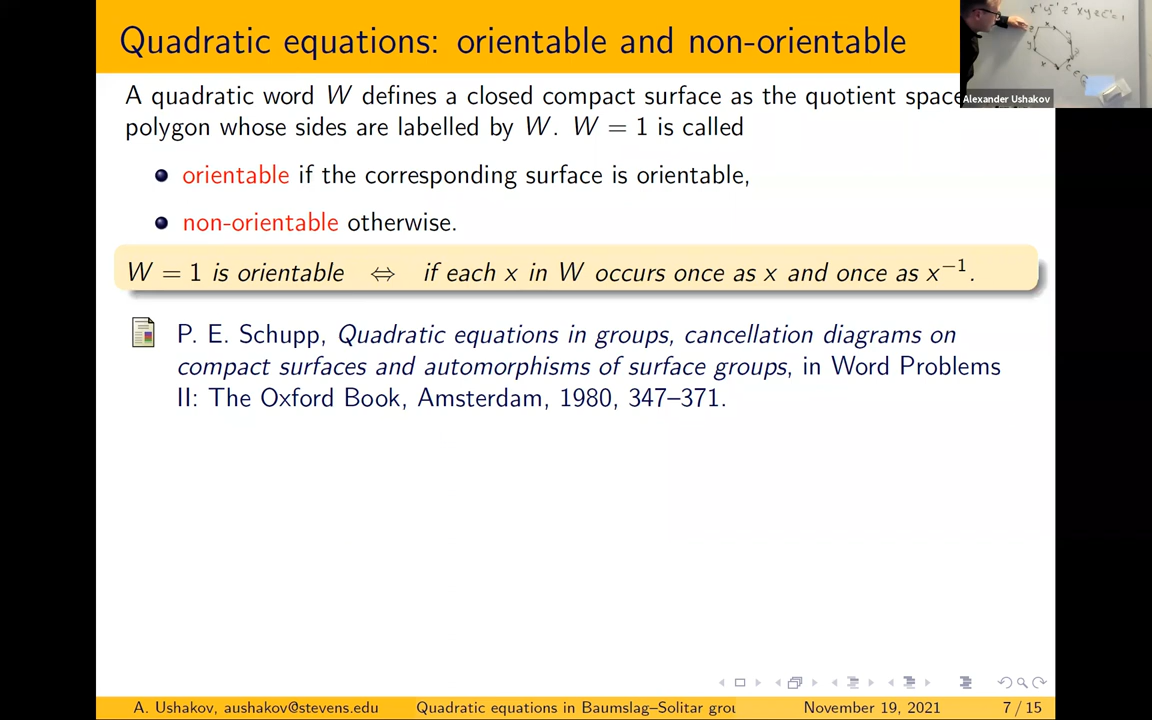 Quadratic equations: orientable and non-orientable
A quadratic word W defines a closed compact surface as the quotient space
polygon whose sides are labelled by W. W = 1 is called
orientable if the corresponding surface is orientable,
non-orientable otherwise.
W = 1 is orientable ⇔ if each x in W occurs once as x and once as x⁻¹.
P. E. Schupp, Quadratic equations in groups, cancellation diagrams on
compact surfaces and automorphisms of surface groups, in Word Problems
II: The Oxford Book, Amsterdam, 1980, 347–371.
Alexander Ushakov
A. Ushakov, aushakov@stevens.edu Quadratic equations in Baumslag–Solitar grou November 19, 2021 7 / 15